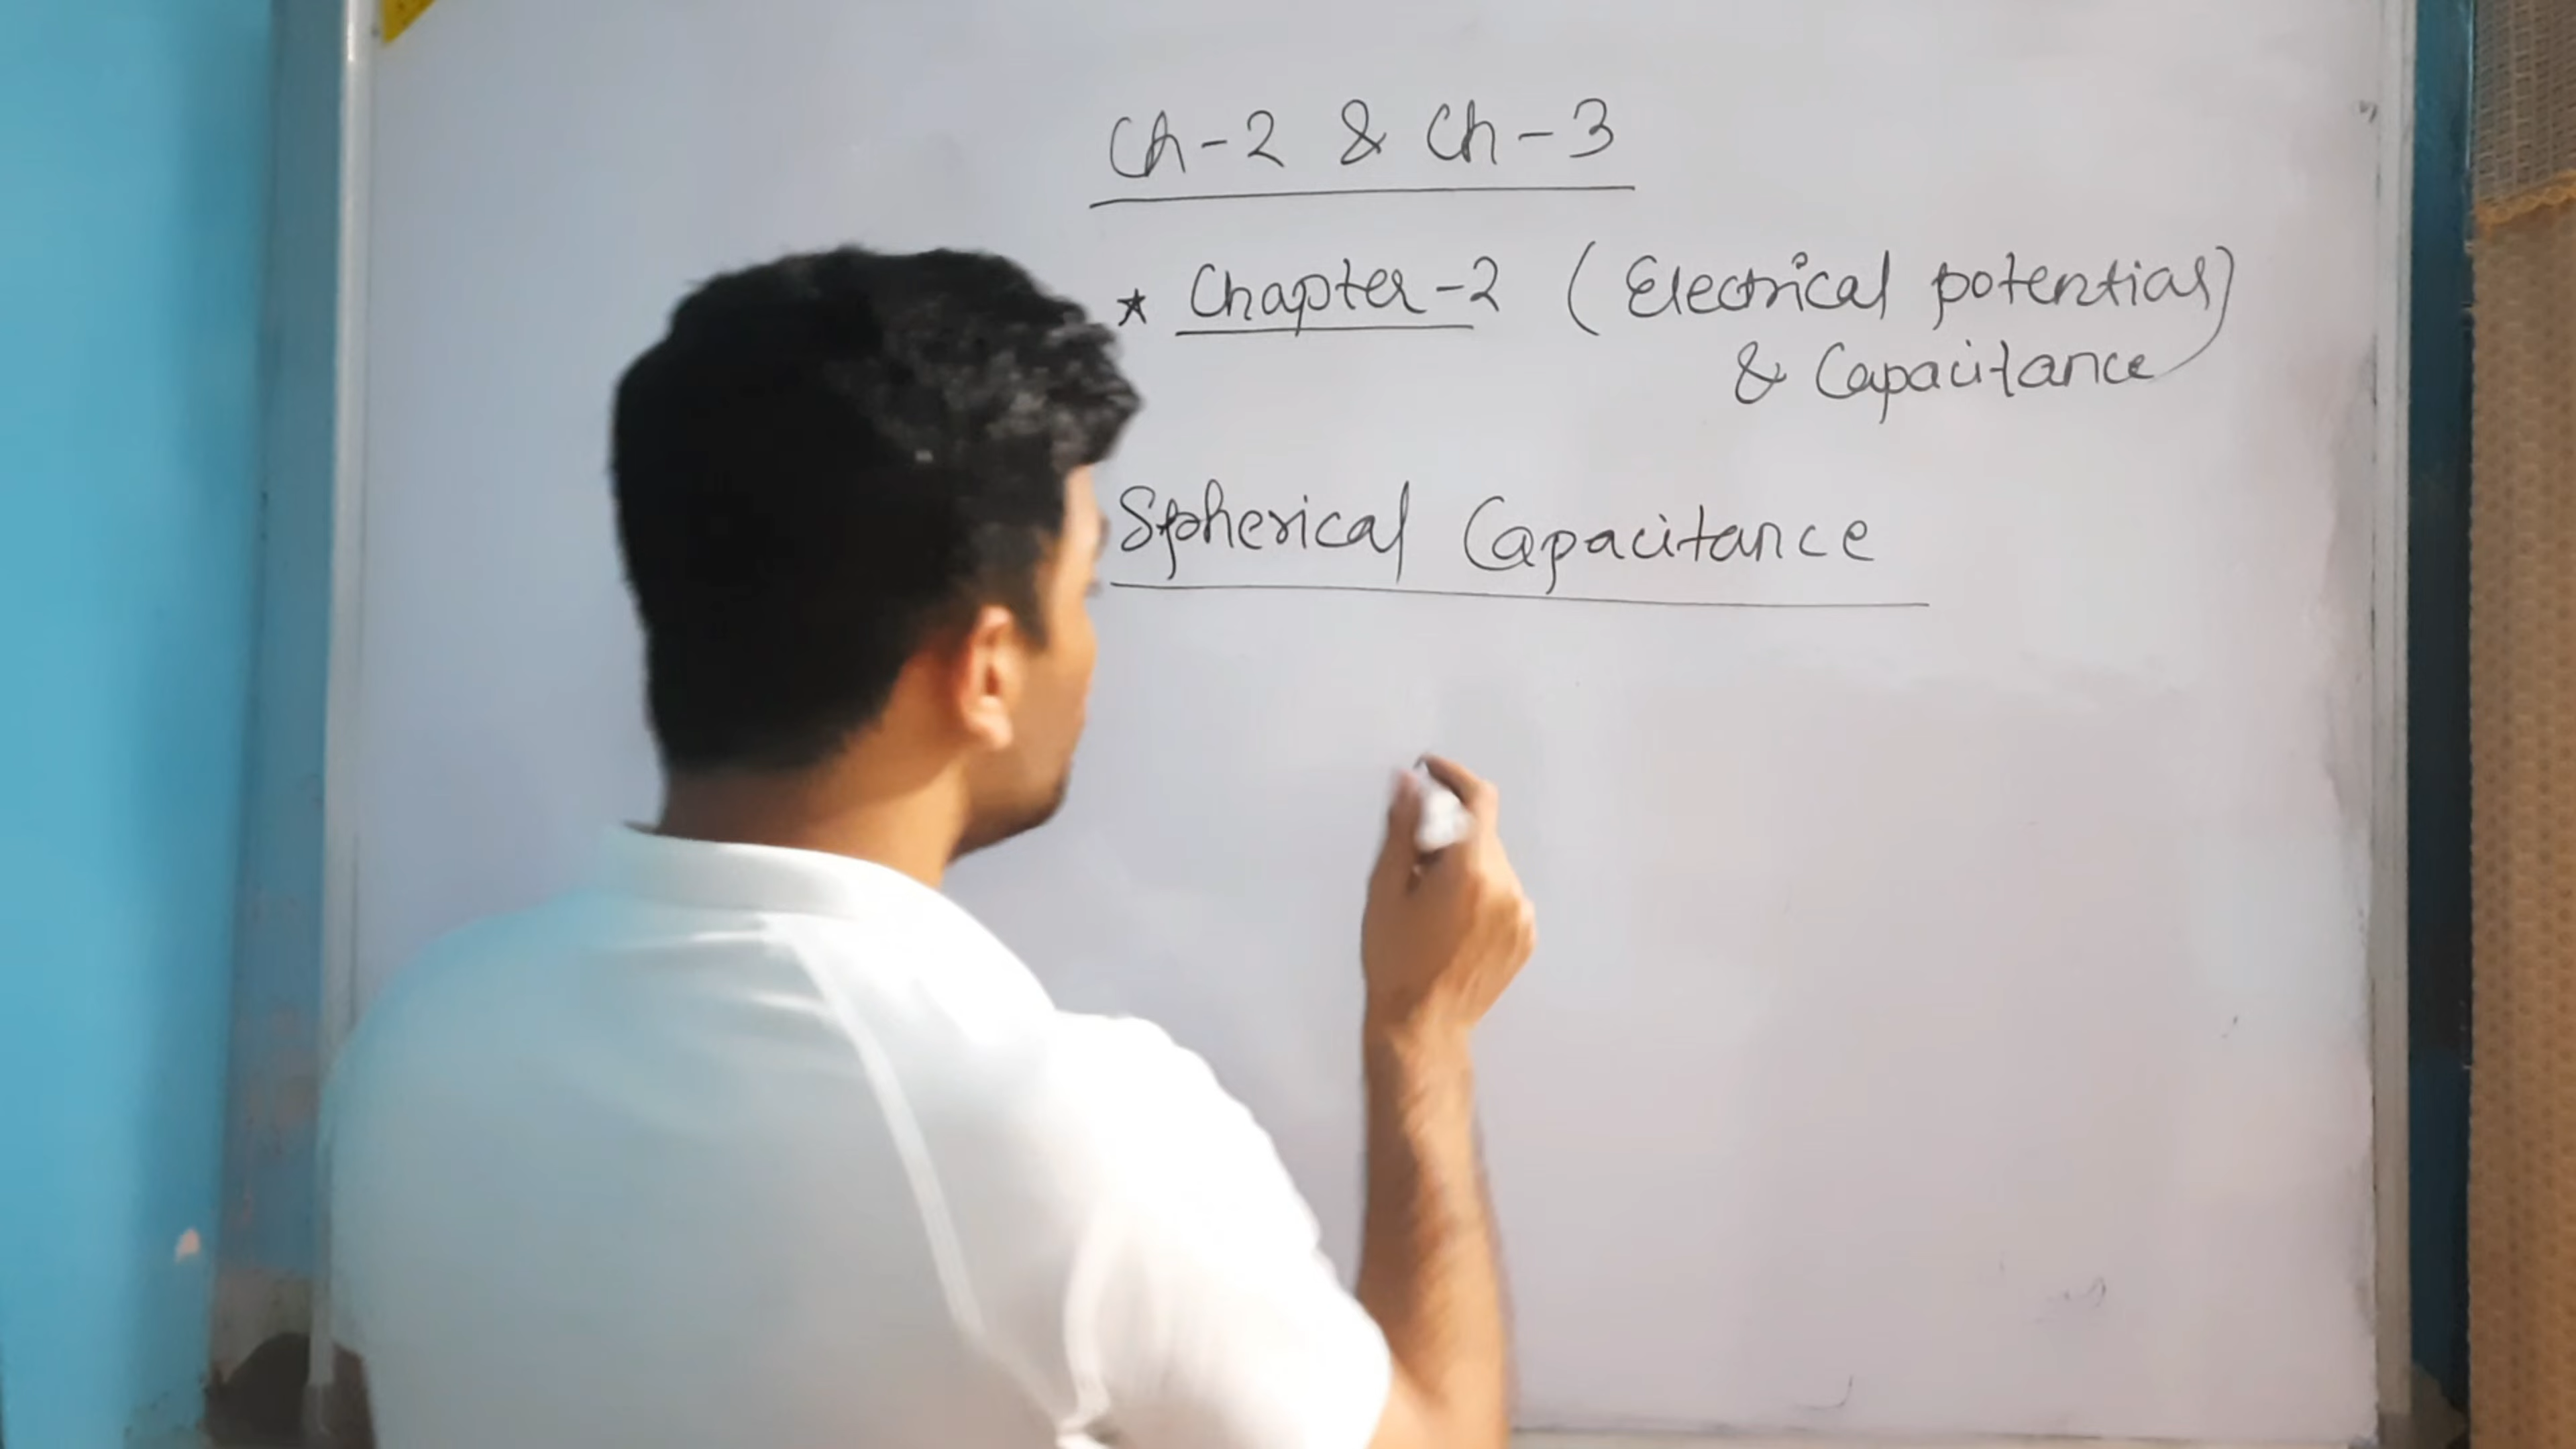 Ch-2 & Ch-3
★ Chapter-2 (Electrical potential)
& Capacitance
Spherical Capacitance